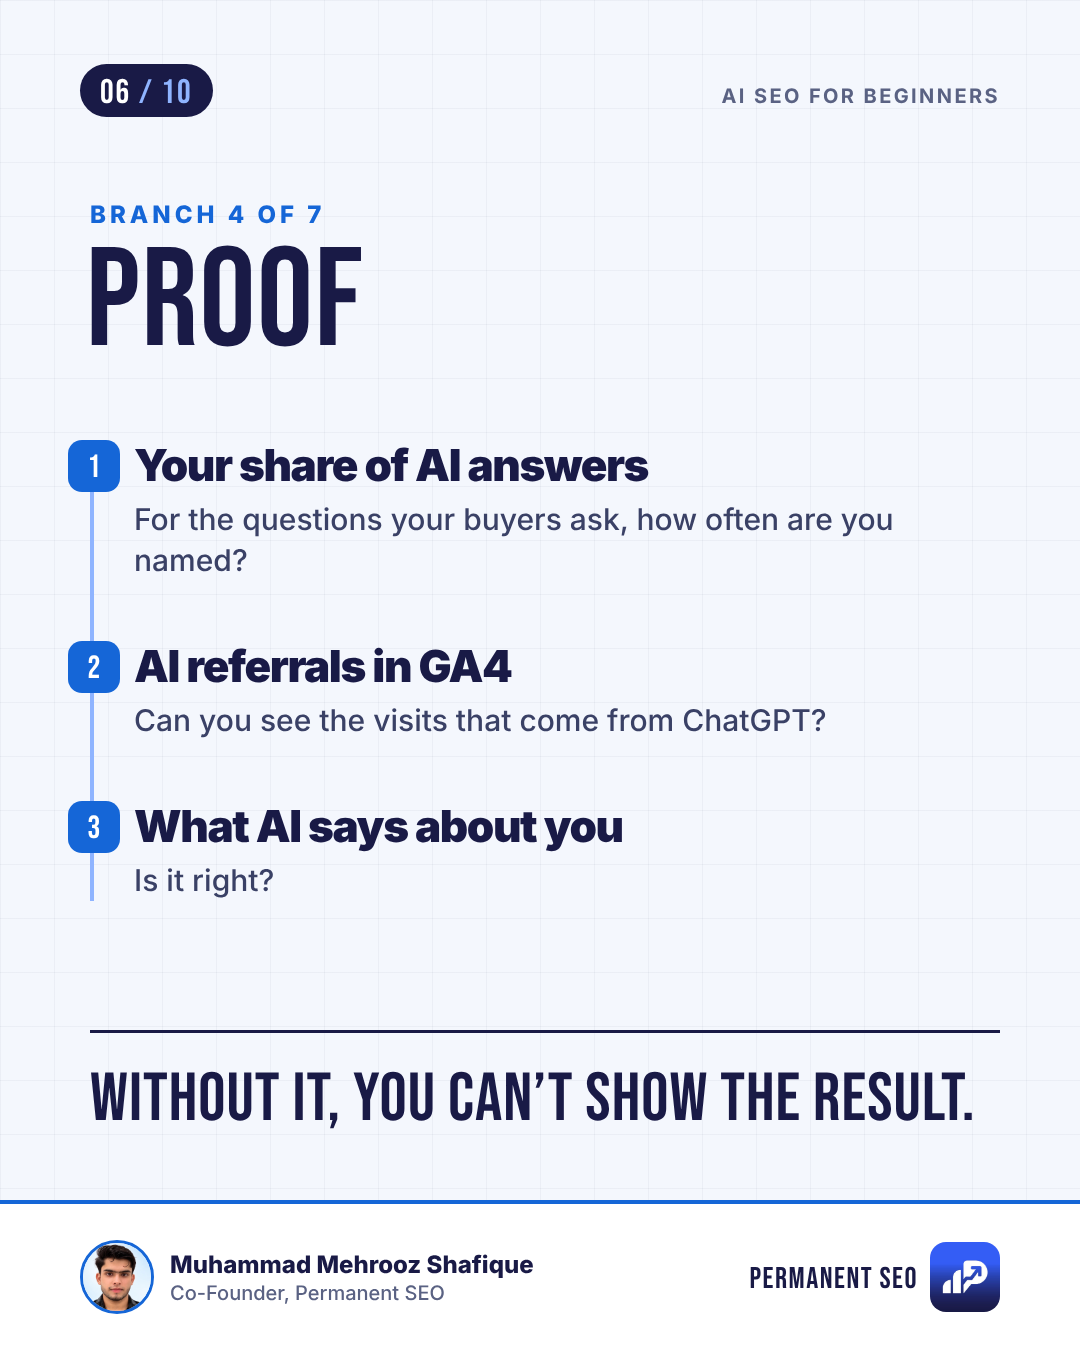 06 / 10
AI SEO FOR BEGINNERS
BRANCH 4 OF 7
PROOF
1 Your share of AI answers
For the questions your buyers ask, how often are you
named?
2 AI referrals in GA4
Can you see the visits that come from ChatGPT?
3 What AI says about you
Is it right?
WITHOUT IT, YOU CAN’T SHOW THE RESULT.
Muhammad Mehrooz Shafique
Co-Founder, Permanent SEO
PERMANENT SEO